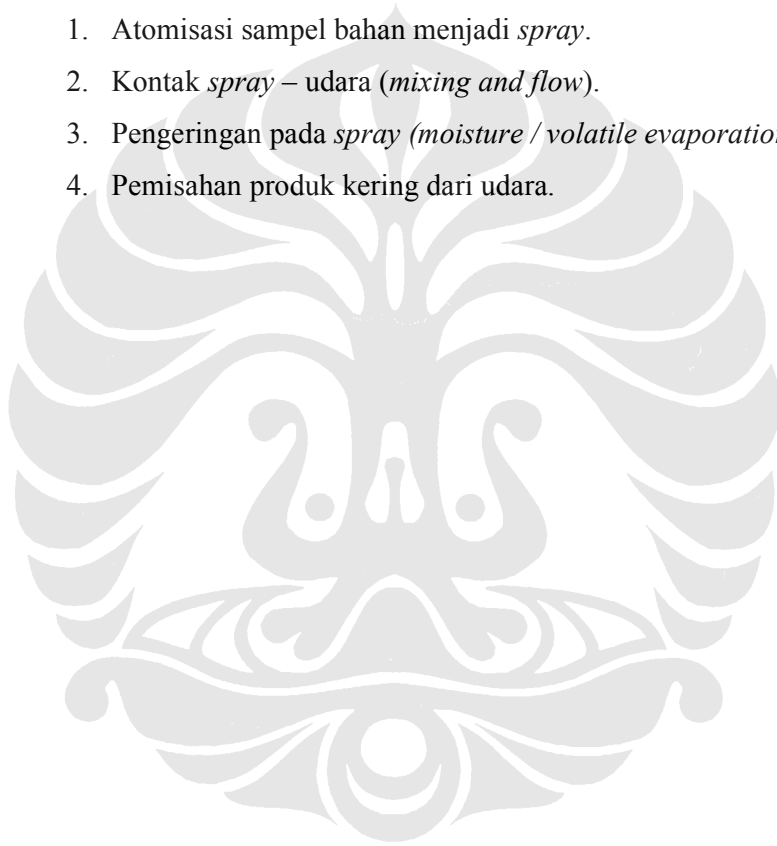 1. Atomisasi sampel bahan menjadi spray.
2. Kontak spray – udara (mixing and flow).
3. Pengeringan pada spray (moisture / volatile evaporation
4. Pemisahan produk kering dari udara.